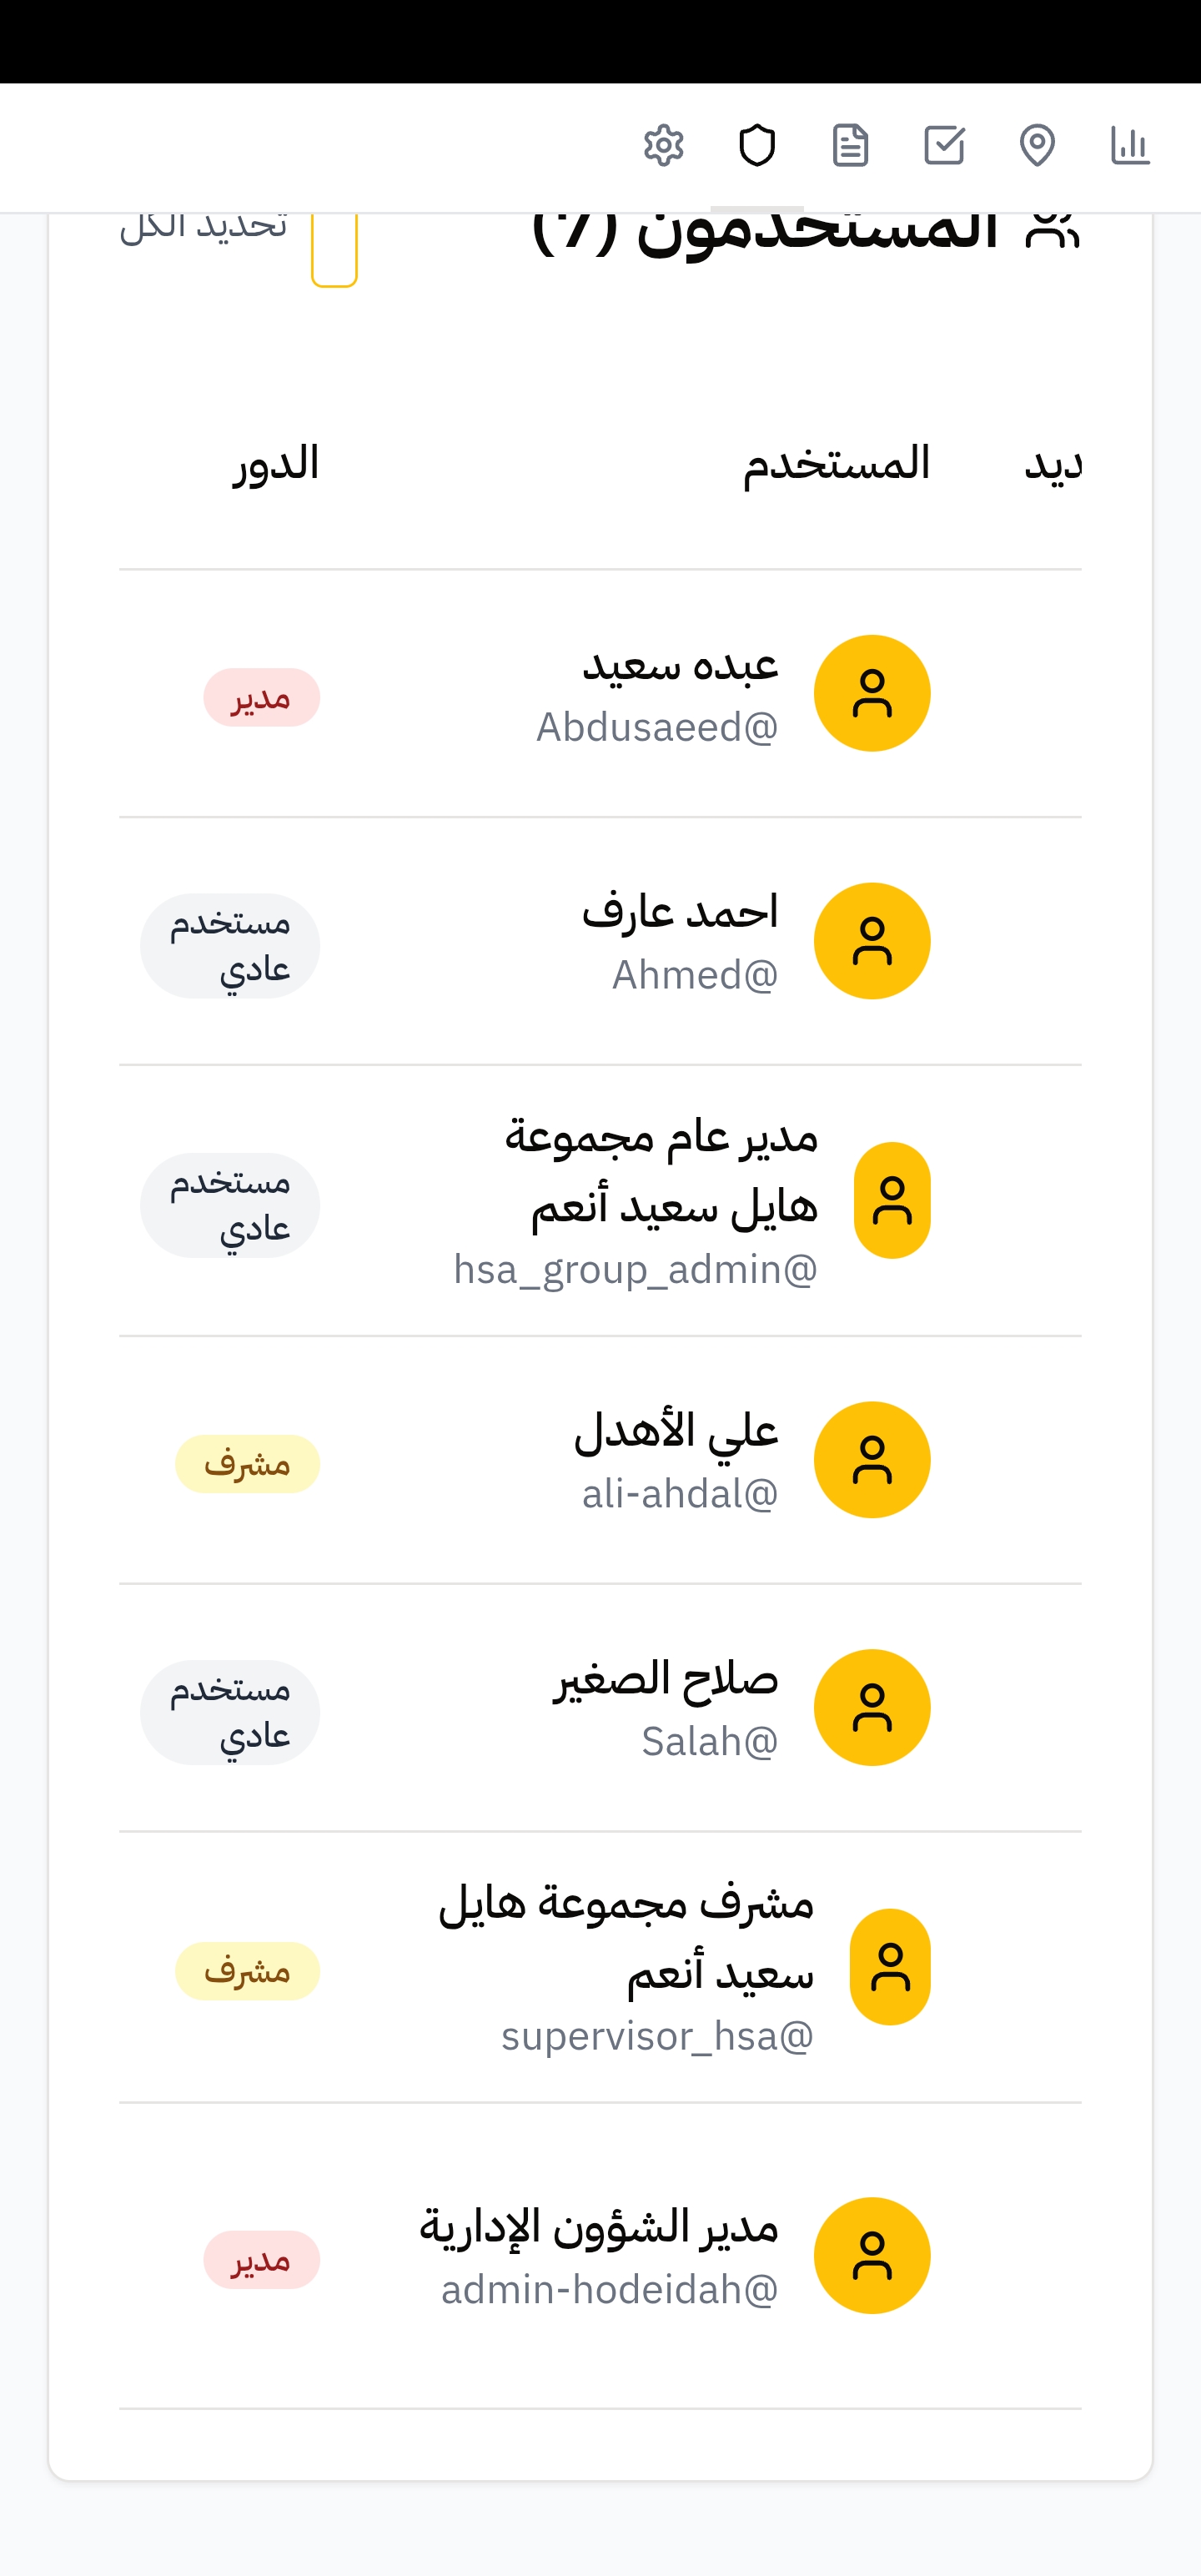 المستخدمون (7)
تحديد الكل
المستخدم
الدور
عبده سعيد
@Abdusaeed
مدير
احمد عارف
@Ahmed
مستخدم
عادي
مدير عام مجموعة
هايل سعيد أنعم
@hsa_group_admin
مستخدم
عادي
علي الأهدل
@ali-ahdal
مشرف
صلاح الصغير
@Salah
مستخدم
عادي
مشرف مجموعة هايل
سعيد أنعم
@supervisor_hsa
مشرف
مدير الشؤون الإدارية
@admin-hodeidah
مدير